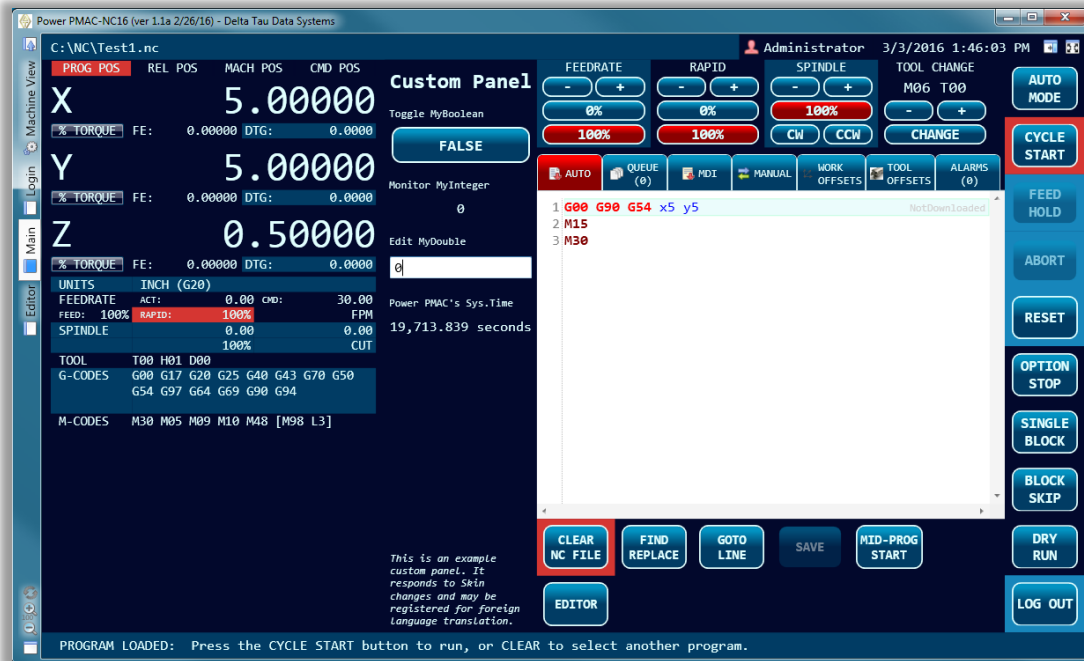 Power PMAC-NC16 (ver 1.1a 2/26/16) - Delta Tau Data Systems
C:\NC\Test1.nc
Administrator 3/3/2016 1:46:03 PM
Machine View
Login
Main
Editor
PROG POS REL POS MACH POS CMD POS
X 5.00000
% TORQUE FE: 0.00000 DTG: 0.0000
Y 5.00000
% TORQUE FE: 0.00000 DTG: 0.0000
Z 0.50000
% TORQUE FE: 0.00000 DTG: 0.0000
UNITS INCH (G20)
FEEDRATE ACT: 0.00 CMD: 30.00
FEED: 100% RAPID: 100% FPM
SPINDLE 0.00 0.00
100% CUT
TOOL T00 H01 D00
G-CODES G00 G17 G20 G25 G40 G43 G70 G50
G54 G97 G64 G69 G90 G94
M-CODES M30 M05 M09 M10 M48 [M98 L3]
Custom Panel
Toggle MyBoolean
FALSE
Monitor MyInteger
0
Edit MyDouble
0
Power PMAC's Sys.Time
19,713.839 seconds
This is an example
custom panel. It
responds to Skin
changes and may be
registered for foreign
language translation.
FEEDRATE RAPID SPINDLE TOOL CHANGE
M06 T00
- + - + - + - +
0% 0% 100%
100% 100% CW CCW CHANGE
AUTO QUEUE (0) MDI MANUAL WORK OFFSETS TOOL OFFSETS ALARMS (0)
1 G00 G90 G54 x5 y5 NotDownloaded
2 M15
3 M30
CLEAR NC FILE
FIND REPLACE
GOTO LINE
SAVE
MID-PROG START
EDITOR
AUTO
MODE
CYCLE
START
FEED
HOLD
ABORT
RESET
OPTION
STOP
SINGLE
BLOCK
BLOCK
SKIP
DRY
RUN
LOG OUT
PROGRAM LOADED: Press the CYCLE START button to run, or CLEAR to select another program.